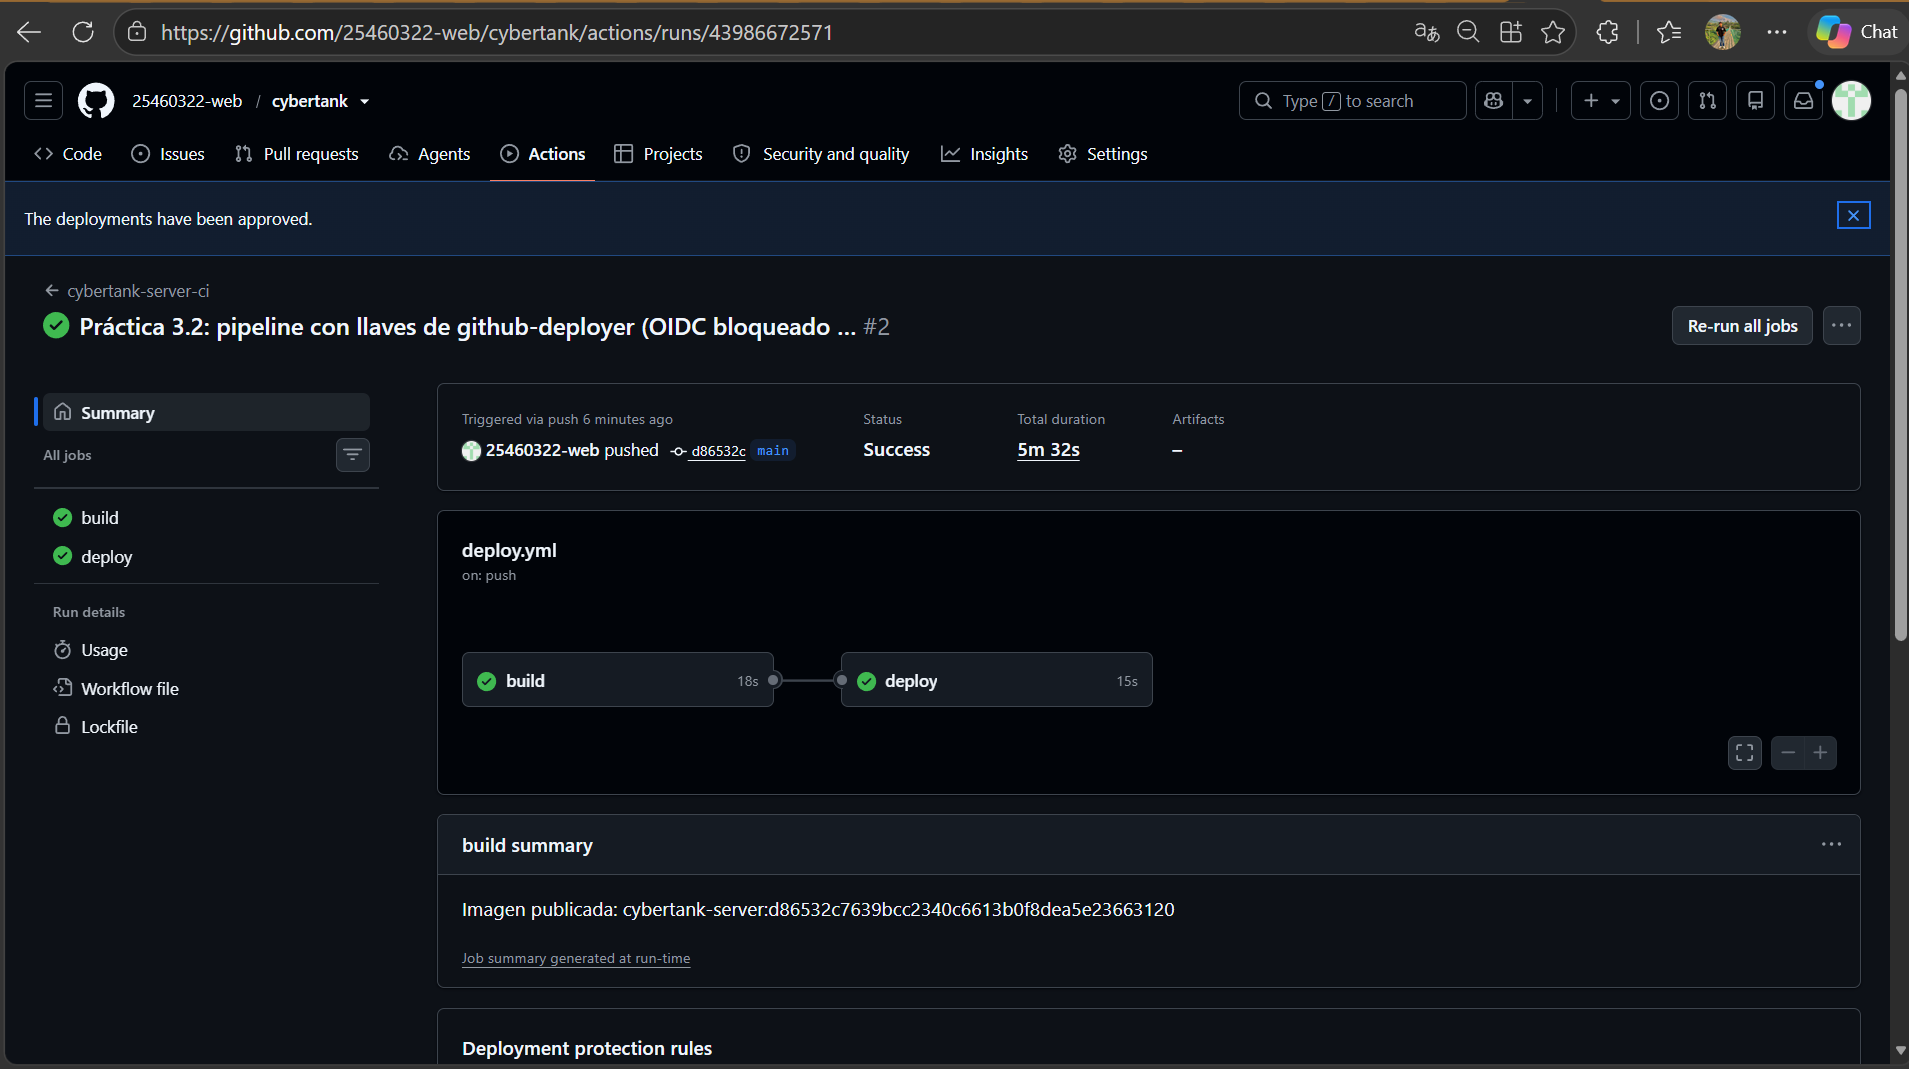 https://github.com/25460322-web/cybertank/actions/runs/43986672571
Chat
25460322-web / cybertank
Type / to search
Code
Issues
Pull requests
Agents
Actions
Projects
Security and quality
Insights
Settings
The deployments have been approved.
cybertank-server-ci
Práctica 3.2: pipeline con llaves de github-deployer (OIDC bloqueado ... #2
Re-run all jobs
Summary
All jobs
build
deploy
Run details
Usage
Workflow file
Lockfile
Triggered via push 6 minutes ago
25460322-web pushed d86532c main
Status
Success
Total duration
5m 32s
Artifacts
–
deploy.yml
on: push
build 18s
deploy 15s
build summary
Imagen publicada: cybertank-server:d86532c7639bcc2340c6613b0f8dea5e23663120
Job summary generated at run-time
Deployment protection rules